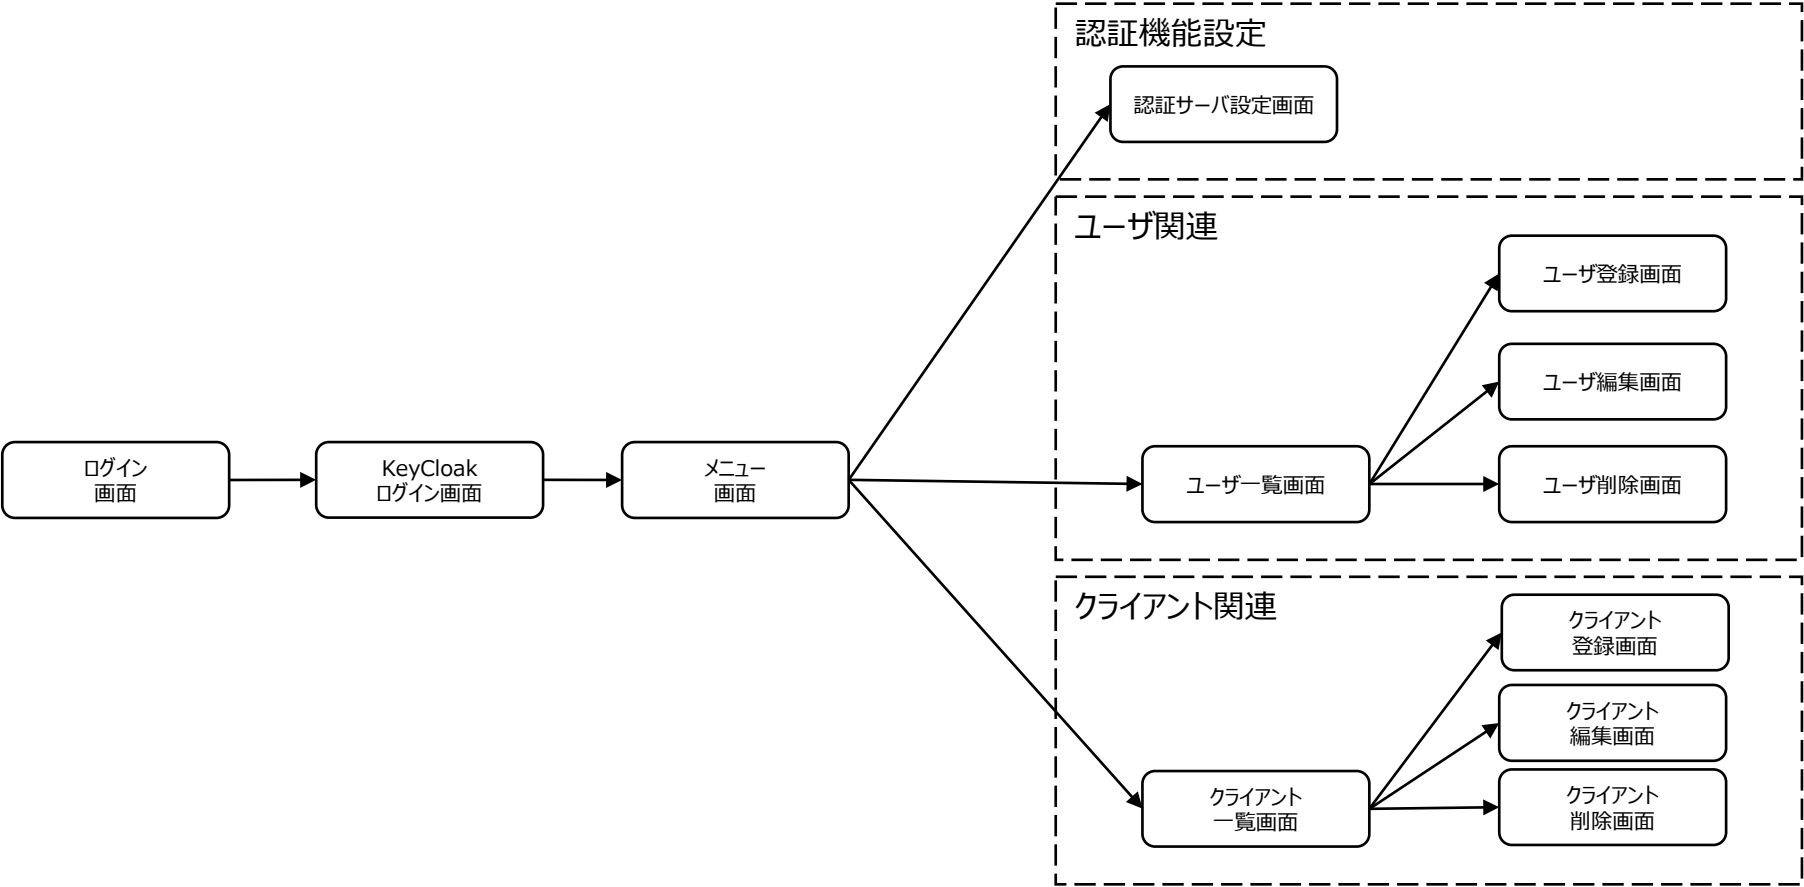 認証機能設定
認証サーバ設定画面
ユーザ関連
ユーザ登録画面
ユーザ編集画面
ログイン
画面
KeyCloak
ログイン画面
メニュー
画面
ユーザ一覧画面
ユーザ削除画面
クライアント関連
クライアント
登録画面
クライアント
編集画面
クライアント
一覧画面
クライアント
削除画面